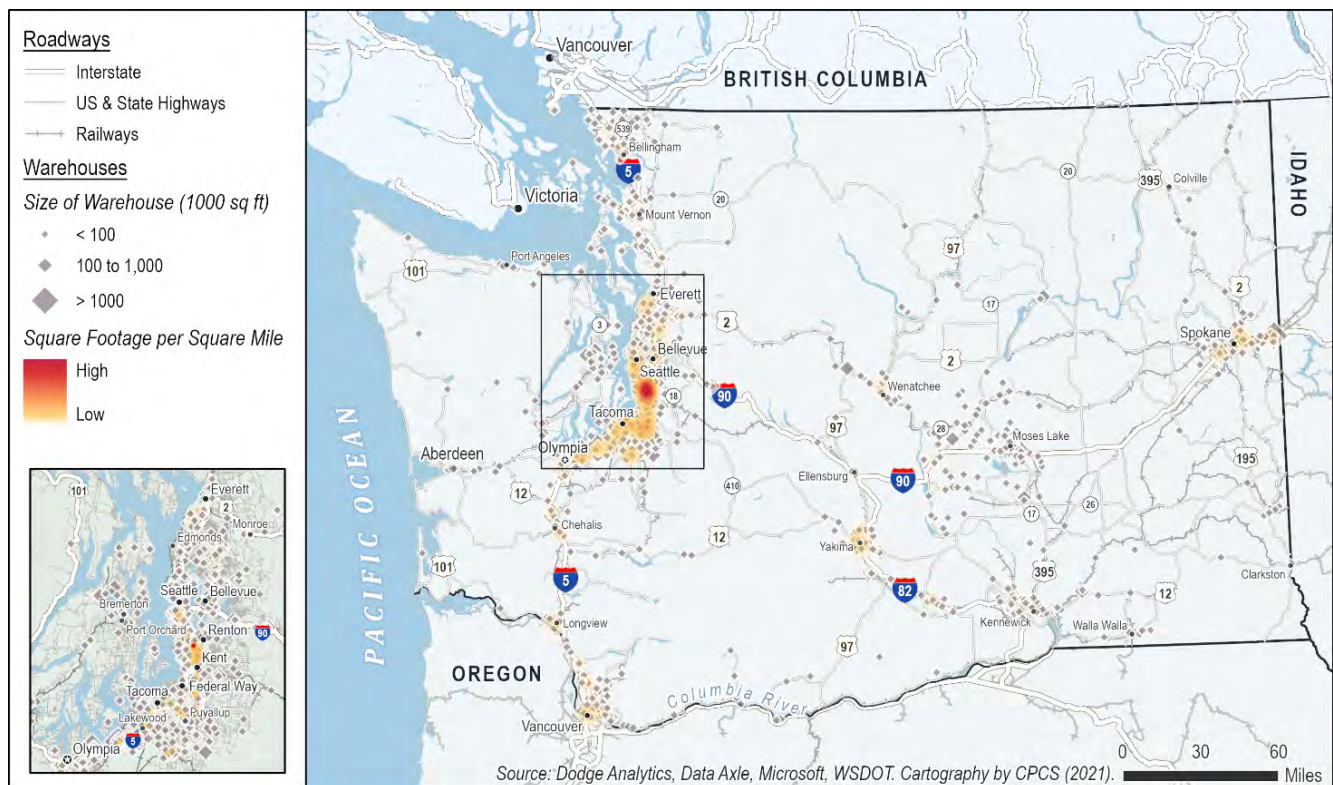 Roadways
Interstate
US & State Highways
Railways
Warehouses
Size of Warehouse (1000 sq ft)
< 100
100 to 1,000
> 1000
Square Footage per Square Mile
High
Low
101
Everett
2
Monroe
Edmonds
Seattle
Bellevue
Bremerton
Port Orchard
Renton
90
Kent
Tacoma
Federal Way
Lakewood
Puyallup
5
Olympia
Vancouver
BRITISH COLUMBIA
539
Bellingham
5
IDAHO
20
395
Colville
Victoria
20
Mount Vernon
97
Port Angeles
101
Everett
17
2
3
2
Spokane
Bellevue
Seattle
2
18
90
Wenatchee
Tacoma
97
28
Moses Lake
Olympia
Aberdeen
195
Ellensburg
90
12
410
17
26
Chehalis
12
Yakima
PACIFIC OCEAN
101
5
395
Clarkston
82
12
Kennewick
Longview
Walla Walla
97
OREGON
Columbia River
Vancouver
0 30 60
Source: Dodge Analytics, Data Axle, Microsoft, WSDOT. Cartography by CPCS (2021).
Miles